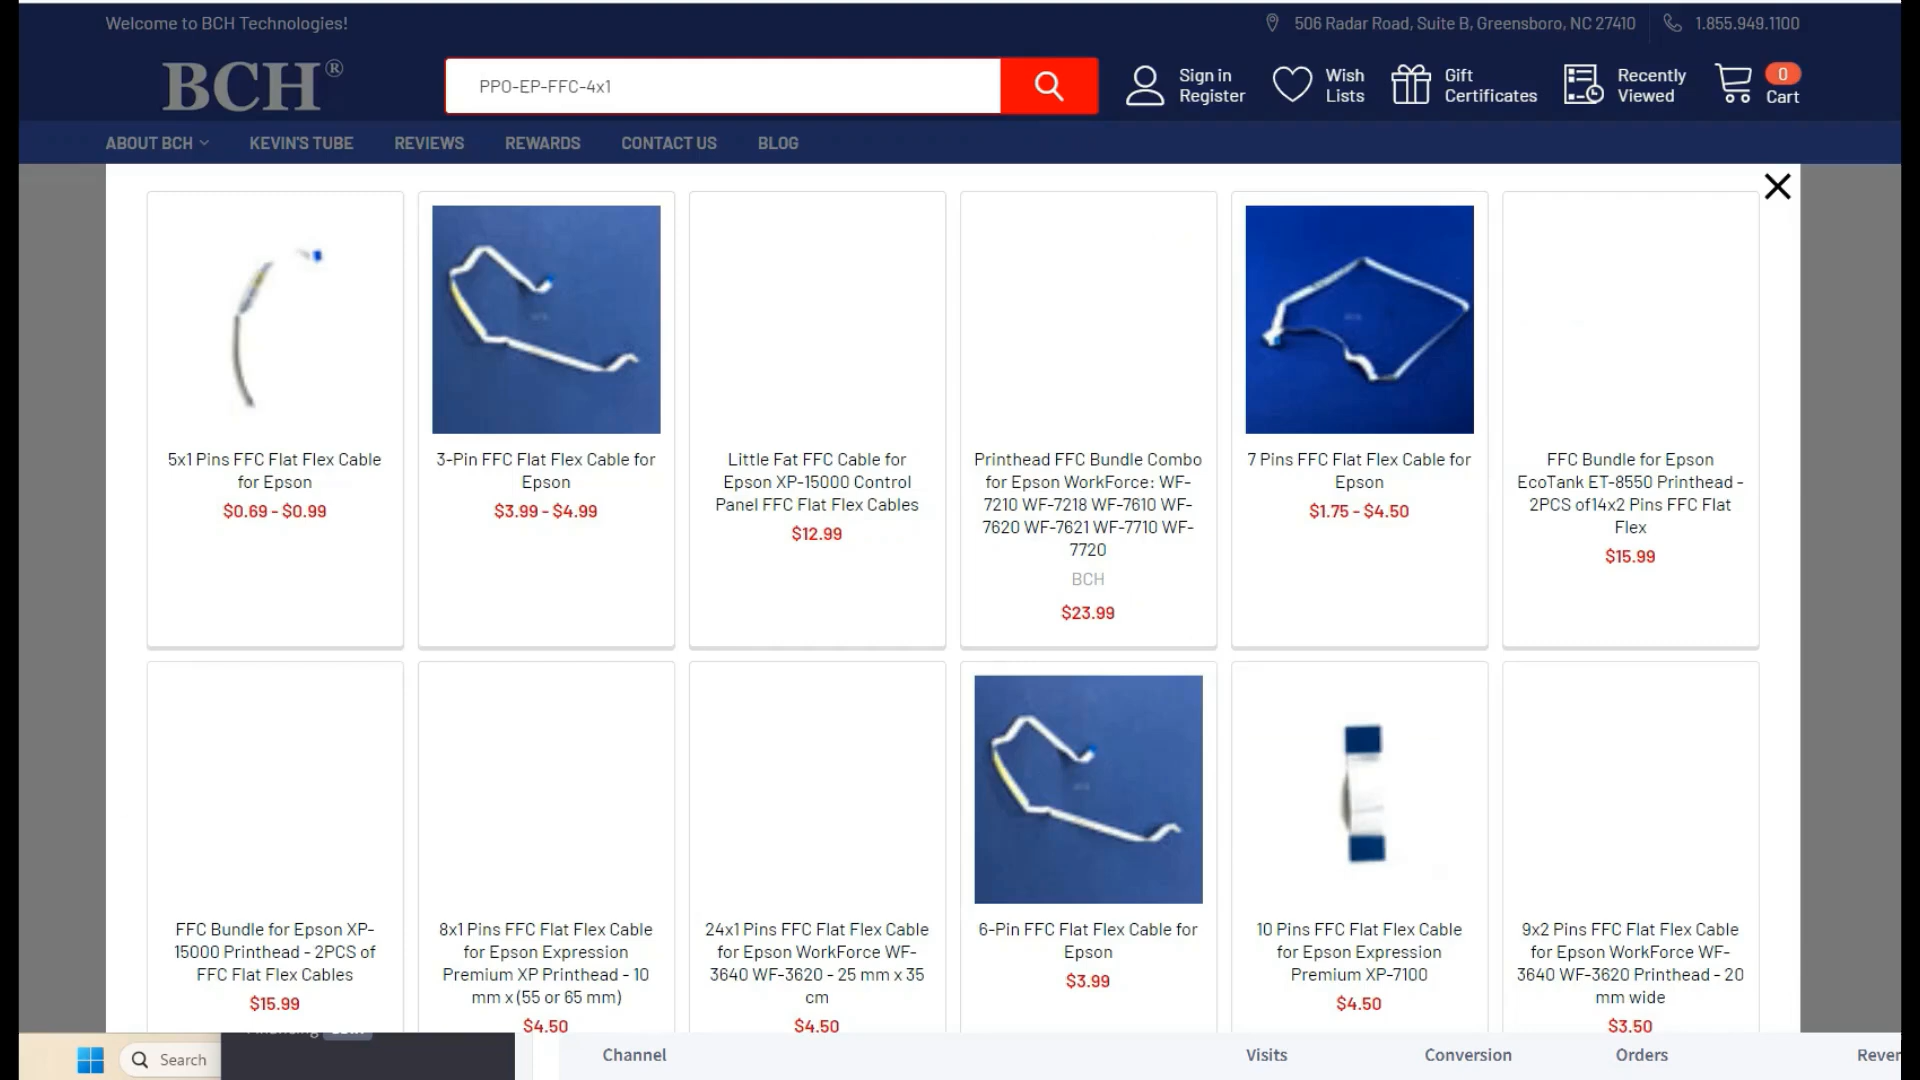 Welcome to BCH Technologies!
506 Radar Road, Suite B, Greensboro, NC 27410
1.855.949.1100
BCH®
PPO-EP-FFC-4x1
Sign in
Register
Wish
Lists
Gift
Certificates
Recently
Viewed
0
Cart
ABOUT BCH
KEVIN'S TUBE
REVIEWS
REWARDS
CONTACT US
BLOG
5x1 Pins FFC Flat Flex Cable
for Epson
$0.69 - $0.99
3-Pin FFC Flat Flex Cable for
Epson
$3.99 - $4.99
Little Fat FFC Cable for
Epson XP-15000 Control
Panel FFC Flat Flex Cables
$12.99
Printhead FFC Bundle Combo
for Epson WorkForce: WF-
7210 WF-7218 WF-7610 WF-
7620 WF-7621 WF-7710 WF-
7720
BCH
$23.99
7 Pins FFC Flat Flex Cable for
Epson
$1.75 - $4.50
FFC Bundle for Epson
EcoTank ET-8550 Printhead -
2PCS of14x2 Pins FFC Flat
Flex
$15.99
FFC Bundle for Epson XP-
15000 Printhead - 2PCS of
FFC Flat Flex Cables
$15.99
8x1 Pins FFC Flat Flex Cable
for Epson Expression
Premium XP Printhead - 10
mm x (55 or 65 mm)
$4.50
24x1 Pins FFC Flat Flex Cable
for Epson WorkForce WF-
3640 WF-3620 - 25 mm x 35
cm
$4.50
6-Pin FFC Flat Flex Cable for
Epson
$3.99
10 Pins FFC Flat Flex Cable
for Epson Expression
Premium XP-7100
$4.50
9x2 Pins FFC Flat Flex Cable
for Epson WorkForce WF-
3640 WF-3620 Printhead - 20
mm wide
$3.50
Search
Channel
Visits
Conversion
Orders